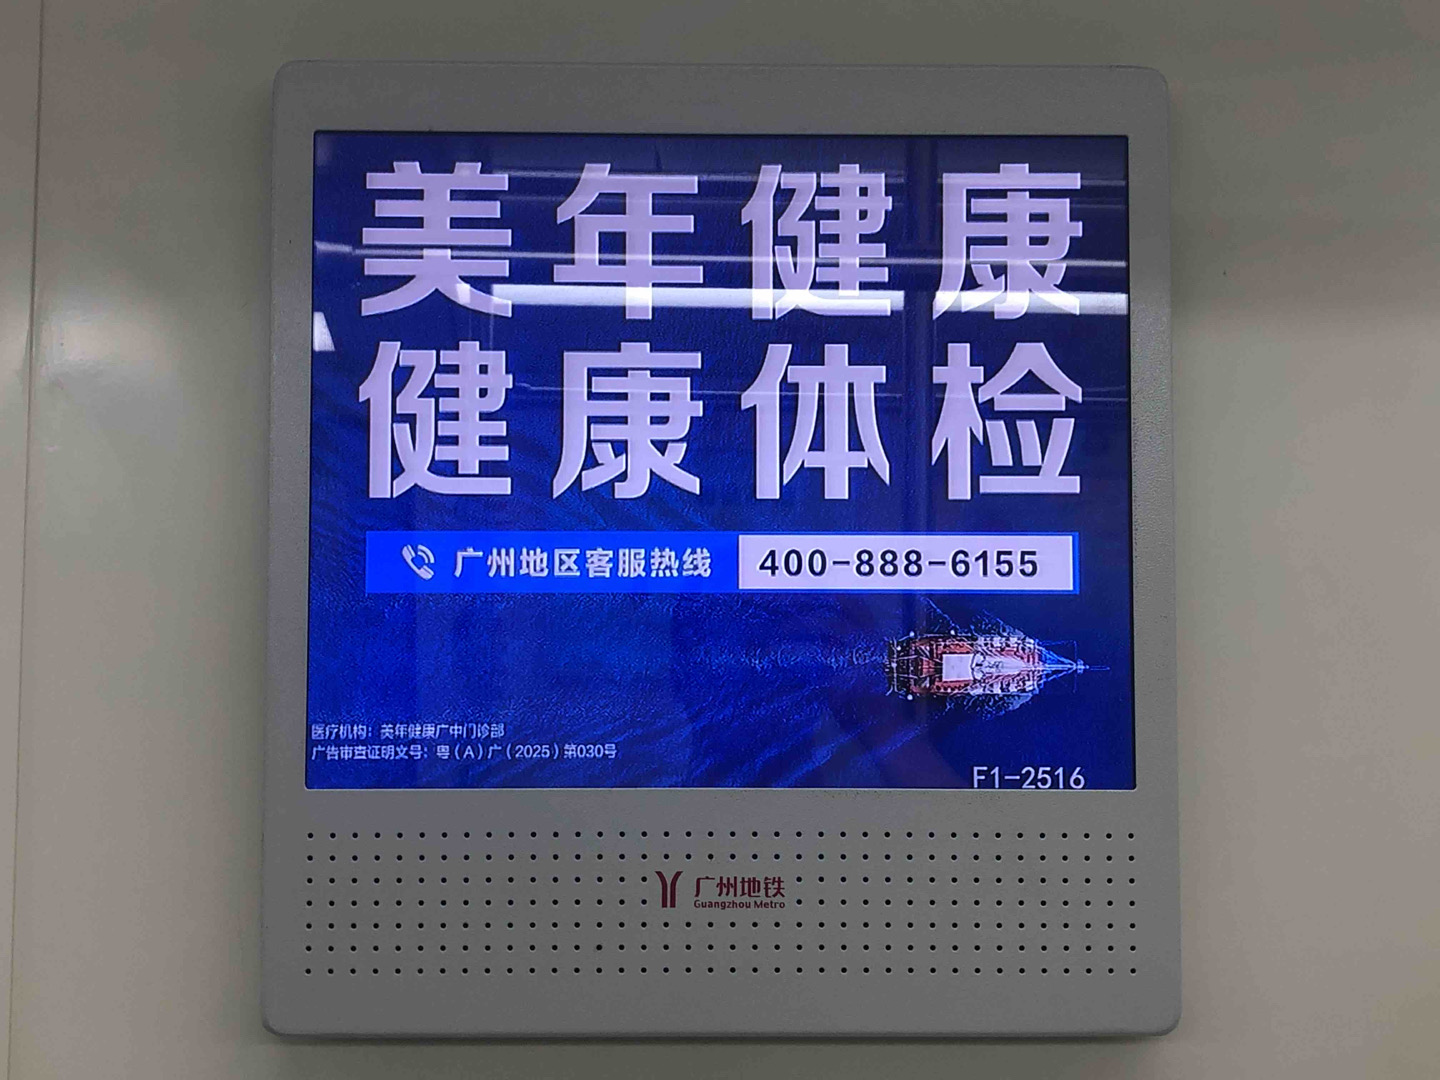 美年健康
健康体检
广州地区客服热线 400-888-6155
医疗机构：美年健康广中门诊部
广告审查证明文号：粤（A）广（2025）第030号
F1-2516
广州地铁
Guangzhou Metro